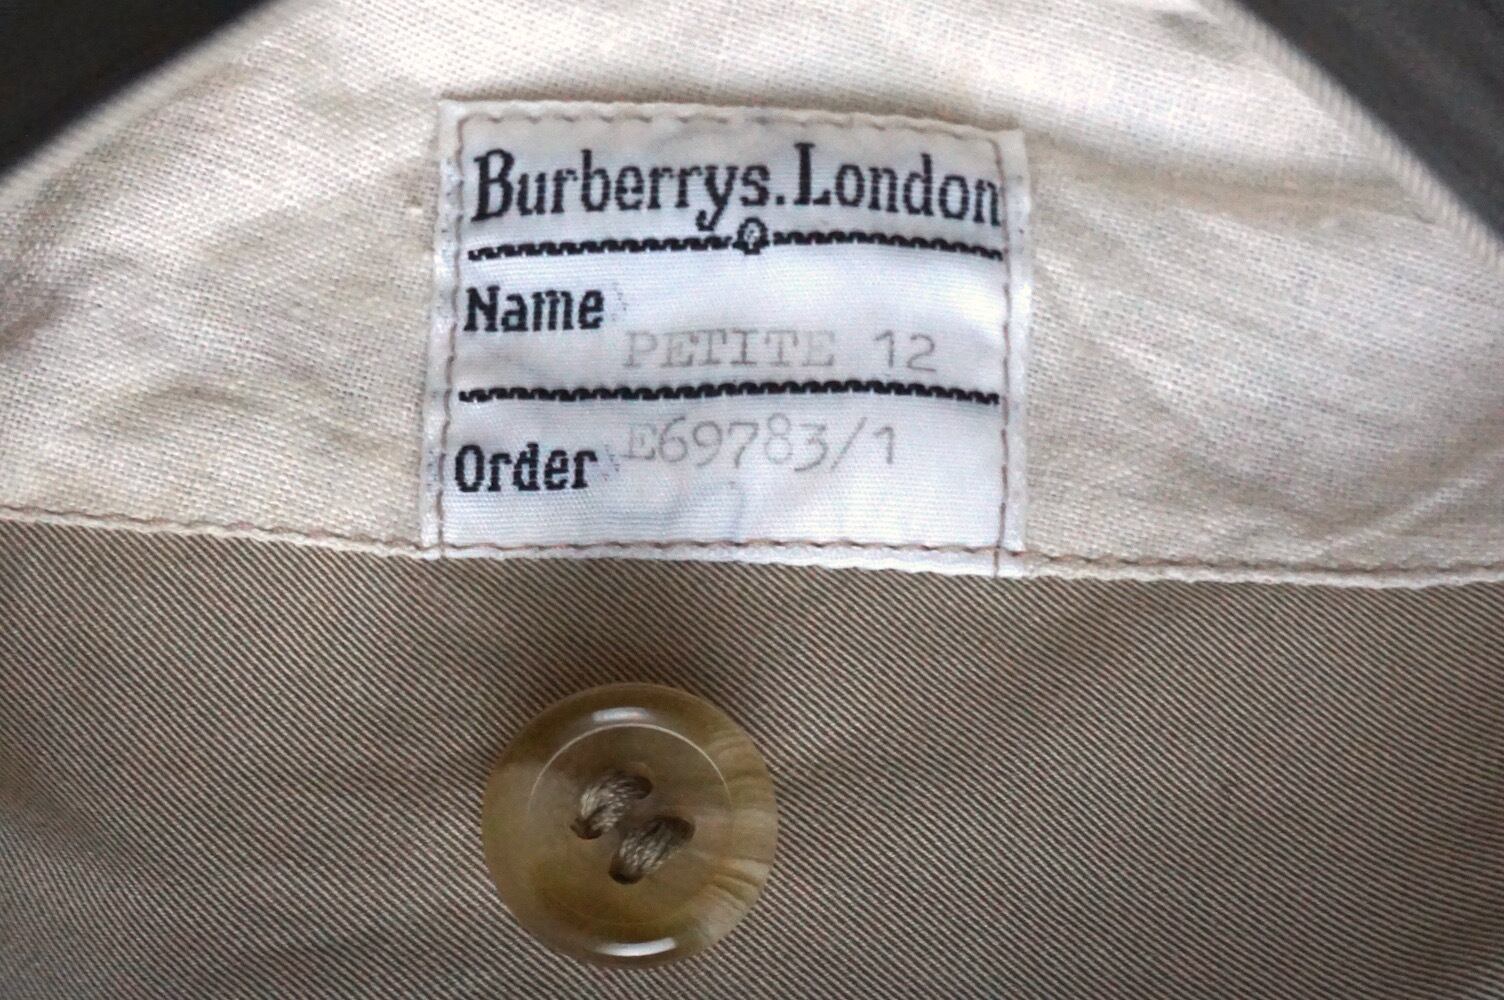 Burberrys. London
Name PETITE 12
Order E69783/1